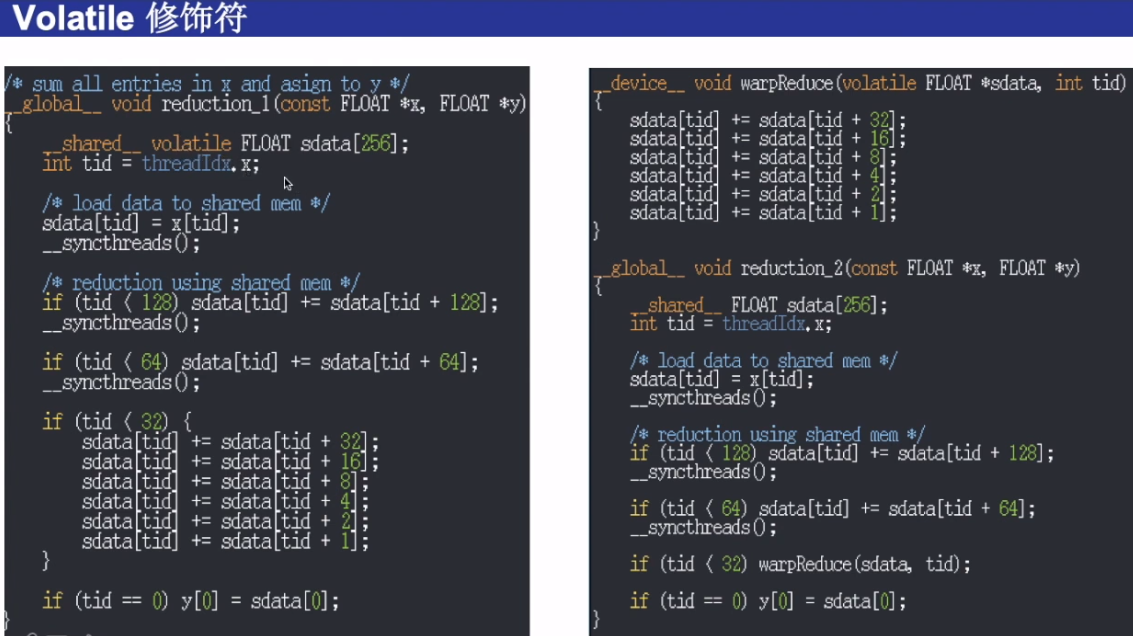 Volatile 修饰符
/* sum all entries in x and asign to y */
__global__ void reduction_1(const FLOAT *x, FLOAT *y)
{
__shared__ volatile FLOAT sdata[256];
int tid = threadIdx.x;
/* load data to shared mem */
sdata[tid] = x[tid];
__syncthreads();
/* reduction using shared mem */
if (tid < 128) sdata[tid] += sdata[tid + 128];
__syncthreads();
if (tid < 64) sdata[tid] += sdata[tid + 64];
__syncthreads();
if (tid < 32) {
sdata[tid] += sdata[tid + 32];
sdata[tid] += sdata[tid + 16];
sdata[tid] += sdata[tid + 8];
sdata[tid] += sdata[tid + 4];
sdata[tid] += sdata[tid + 2];
sdata[tid] += sdata[tid + 1];
}
if (tid == 0) y[0] = sdata[0];
}
__device__ void warpReduce(volatile FLOAT *sdata, int tid)
{
sdata[tid] += sdata[tid + 32];
sdata[tid] += sdata[tid + 16];
sdata[tid] += sdata[tid + 8];
sdata[tid] += sdata[tid + 4];
sdata[tid] += sdata[tid + 2];
sdata[tid] += sdata[tid + 1];
}
__global__ void reduction_2(const FLOAT *x, FLOAT *y)
{
__shared__ FLOAT sdata[256];
int tid = threadIdx.x;
/* load data to shared mem */
sdata[tid] = x[tid];
__syncthreads();
/* reduction using shared mem */
if (tid < 128) sdata[tid] += sdata[tid + 128];
__syncthreads();
if (tid < 64) sdata[tid] += sdata[tid + 64];
__syncthreads();
if (tid < 32) warpReduce(sdata, tid);
if (tid == 0) y[0] = sdata[0];
}